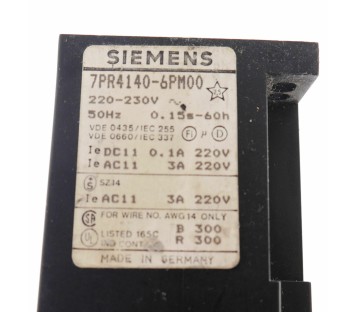 SIEMENS
7PR4140-6PM00
220-230V ~
50Hz 0.15s-60h
VDE 0435/IEC 255
VDE 0660/IEC 337
Ie DC11 0.1A 220V
Ie AC11 3A 220V
S SZ14
Ie AC11 3A 220V
FOR WIRE NO. AWG 14 ONLY
LISTED 165C B 300
IND CONT. R 300
MADE IN GERMANY